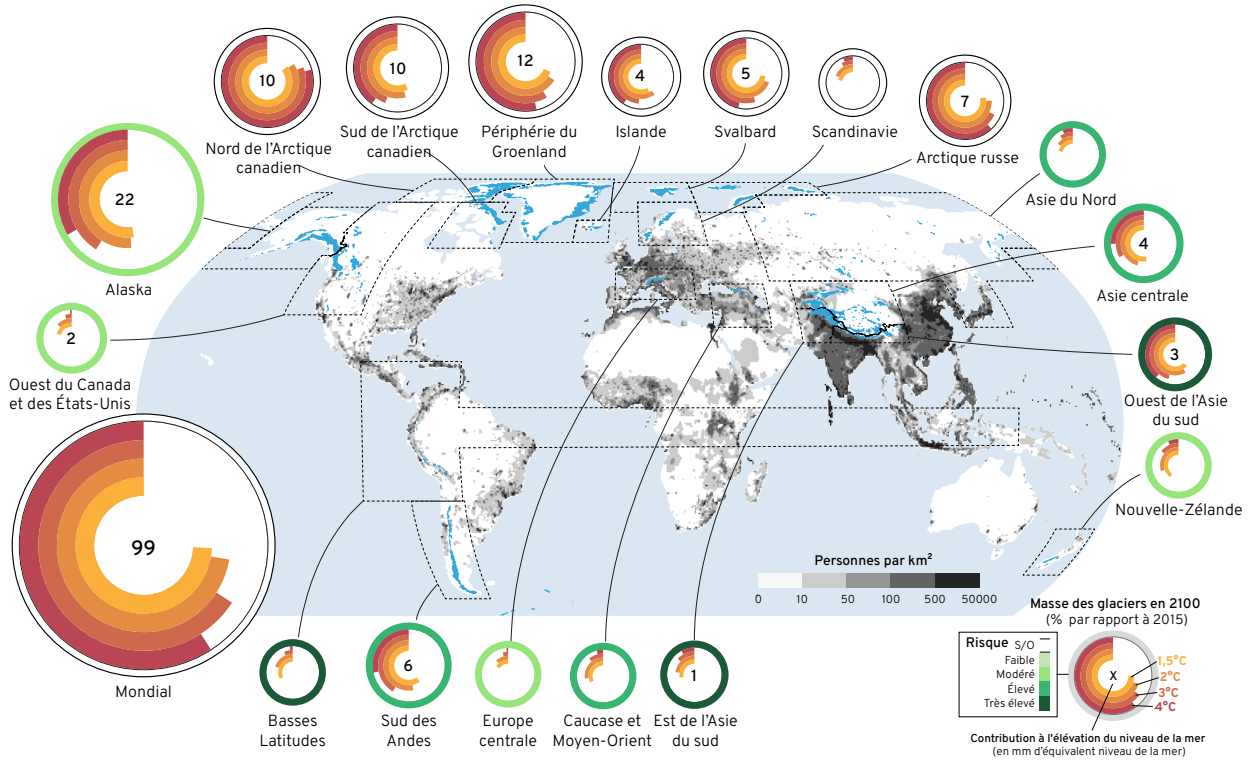 10
Nord de l'Arctique
canadien
10
Sud de l'Arctique
canadien
12
Périphérie du
Groenland
4
Islande
5
Svalbard
Scandinavie
7
Arctique russe
Asie du Nord
22
Alaska
4
Asie centrale
2
Ouest du Canada
et des États-Unis
3
Ouest de l'Asie
du sud
Nouvelle-Zélande
99
Mondial
Basses
Latitudes
6
Sud des
Andes
Europe
centrale
Caucase et
Moyen-Orient
1
Est de l'Asie
du sud
Personnes par km²
0 10 50 100 500 50000
Masse des glaciers en 2100
(% par rapport à 2015)
Risque S/O
Faible
Modéré
Élevé
Très élevé
X
1,5°C
2°C
3°C
4°C
Contribution à l'élévation du niveau de la mer
(en mm d'équivalent niveau de la mer)